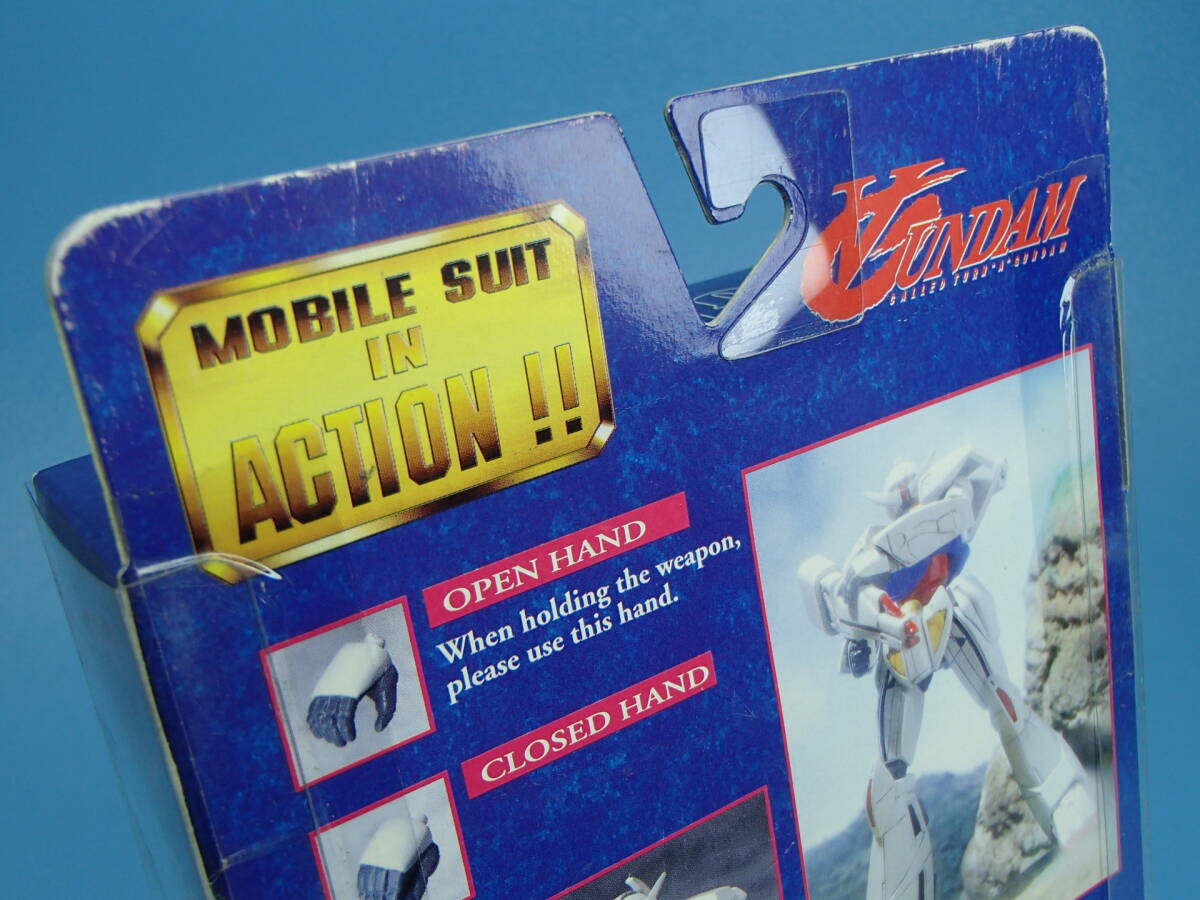 MOBILE SUIT
IN
ACTION !!
∀GUNDAM
CALLED TURN "A" GUNDAM
OPEN HAND
When holding the weapon,
please use this hand.
CLOSED HAND